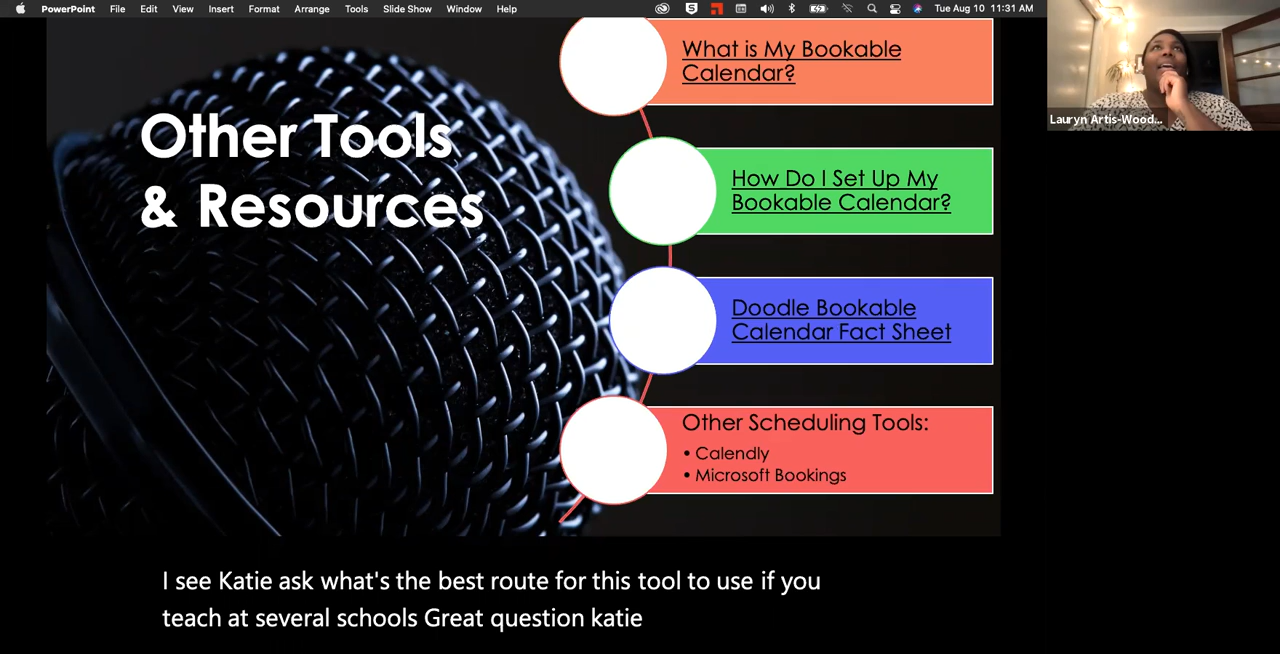 PowerPoint File Edit View Insert Format Arrange Tools Slide Show Window Help Tue Aug 10 11:31 AM
Other Tools
& Resources
What is My Bookable
Calendar?
How Do I Set Up My
Bookable Calendar?
Doodle Bookable
Calendar Fact Sheet
Other Scheduling Tools:
• Calendly
• Microsoft Bookings
Lauryn Artis-Wood...
I see Katie ask what's the best route for this tool to use if you
teach at several schools Great question katie